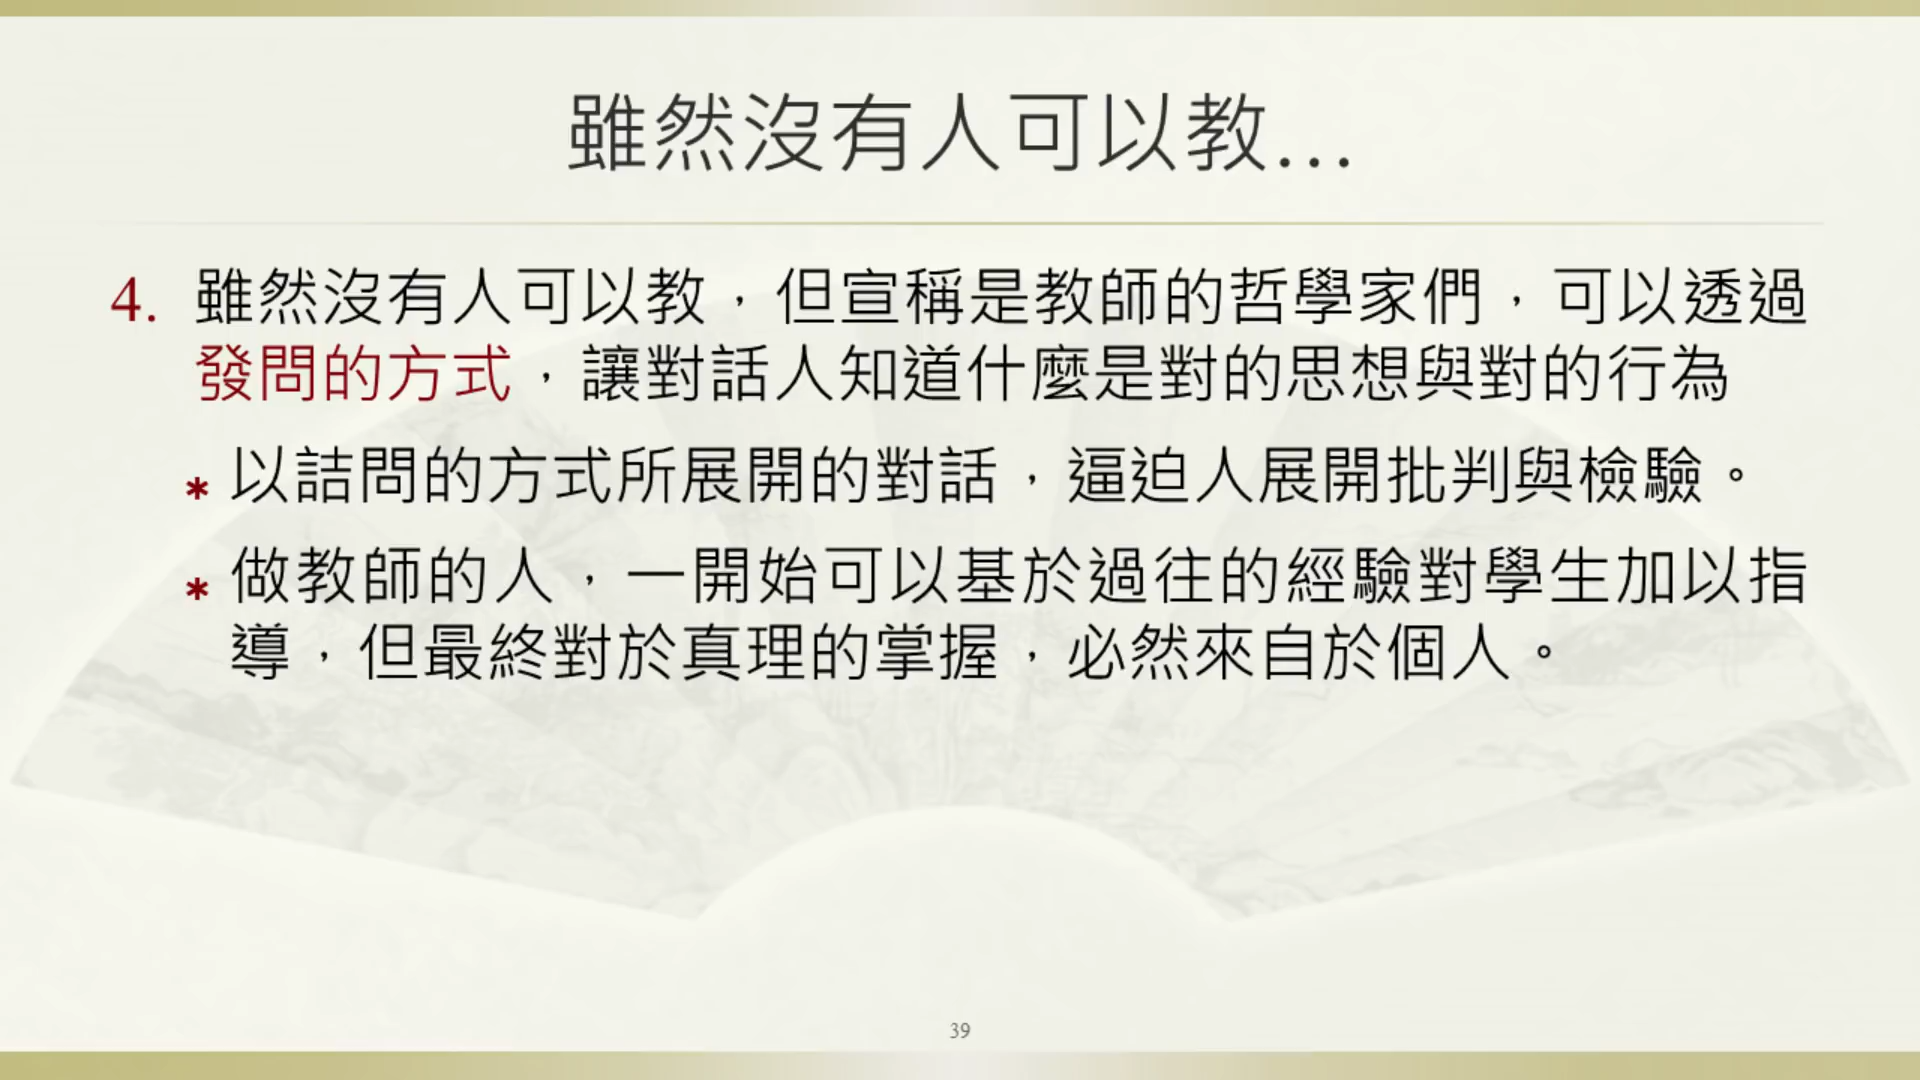 雖然沒有人可以教...
4. 雖然沒有人可以教，但宣稱是教師的哲學家們，可以透過
發問的方式，讓對話人知道什麼是對的思想與對的行為
* 以詰問的方式所展開的對話，逼迫人展開批判與檢驗。
* 做教師的人，一開始可以基於過往的經驗對學生加以指
導，但最終對於真理的掌握，必然來自於個人。
39